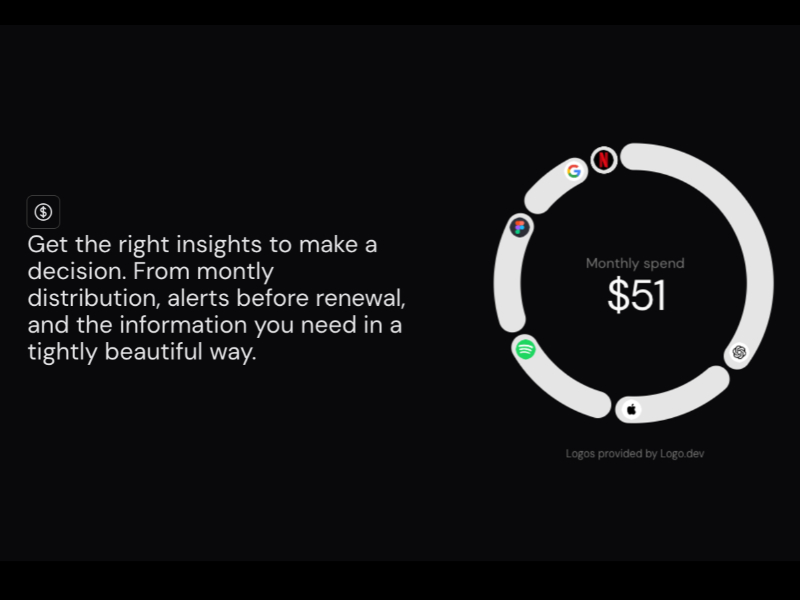 Get the right insights to make a
decision. From montly
distribution, alerts before renewal,
and the information you need in a
tightly beautiful way.
Monthly spend
$51
Logos provided by Logo.dev